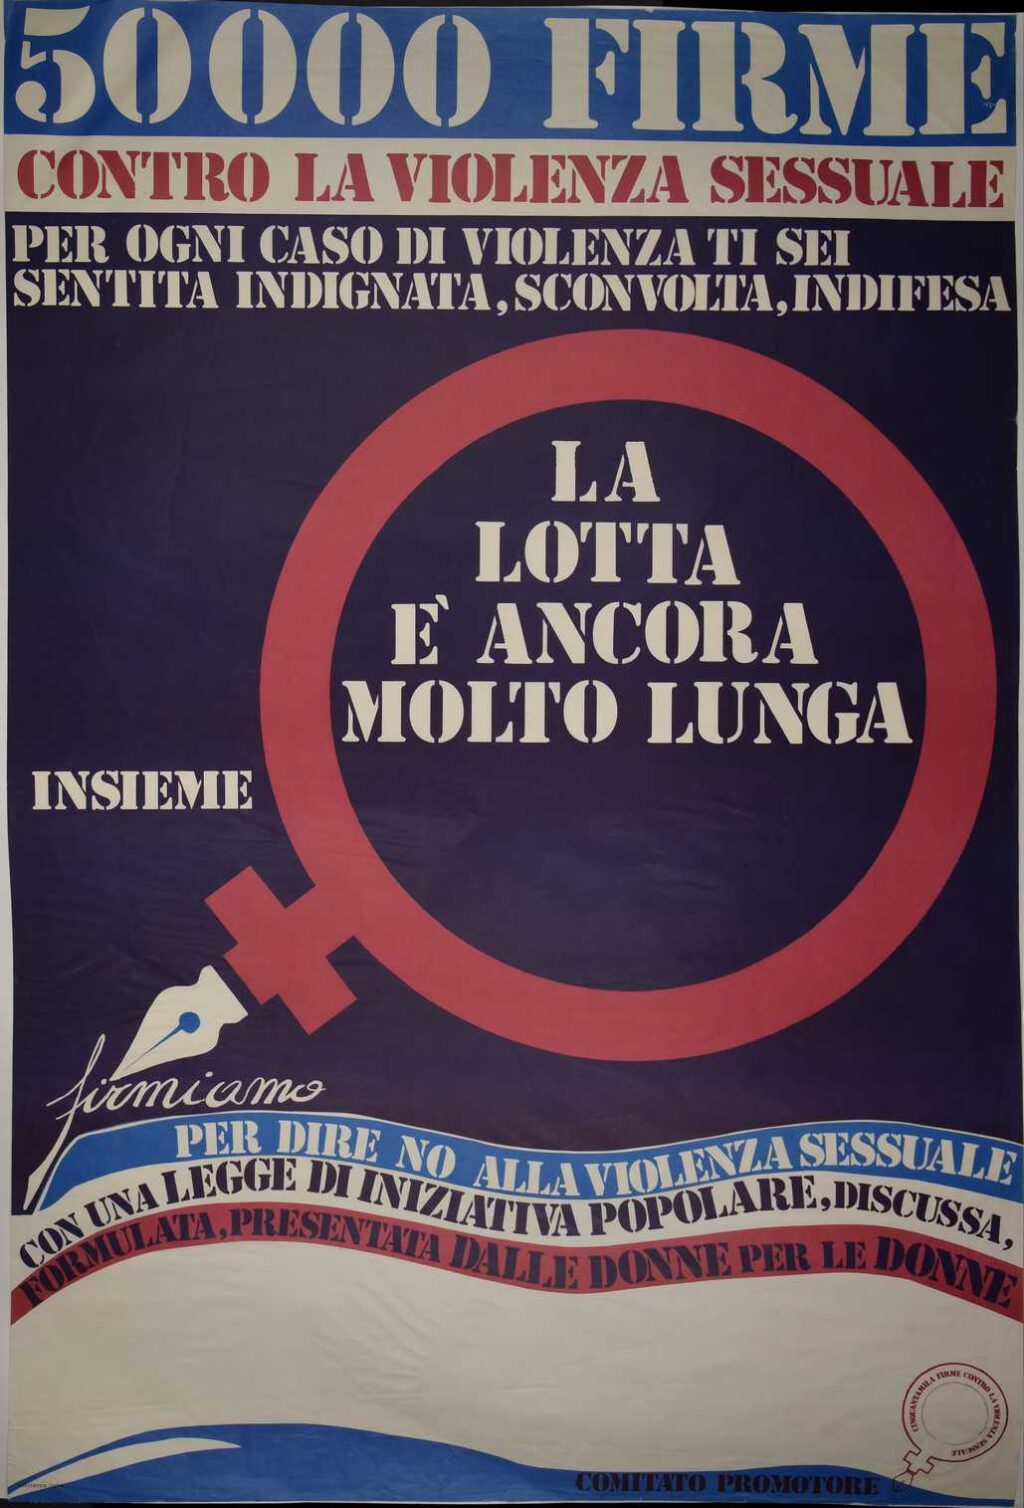 50000 FIRME
CONTRO LA VIOLENZA SESSUALE
PER OGNI CASO DI VIOLENZA TI SEI
SENTITA INDIGNATA, SCONVOLTA, INDIFESA
LA
LOTTA
E' ANCORA
MOLTO LUNGA
INSIEME
firmiamo
PER DIRE NO ALLA VIOLENZA SESSUALE
CON UNA LEGGE DI INIZIATIVA POPOLARE, DISCUSSA,
FORMULATA, PRESENTATA DALLE DONNE PER LE DONNE
CINQUANTAMILA FIRME CONTRO LA VIOLENZA SESSUALE
COMITATO PROMOTORE